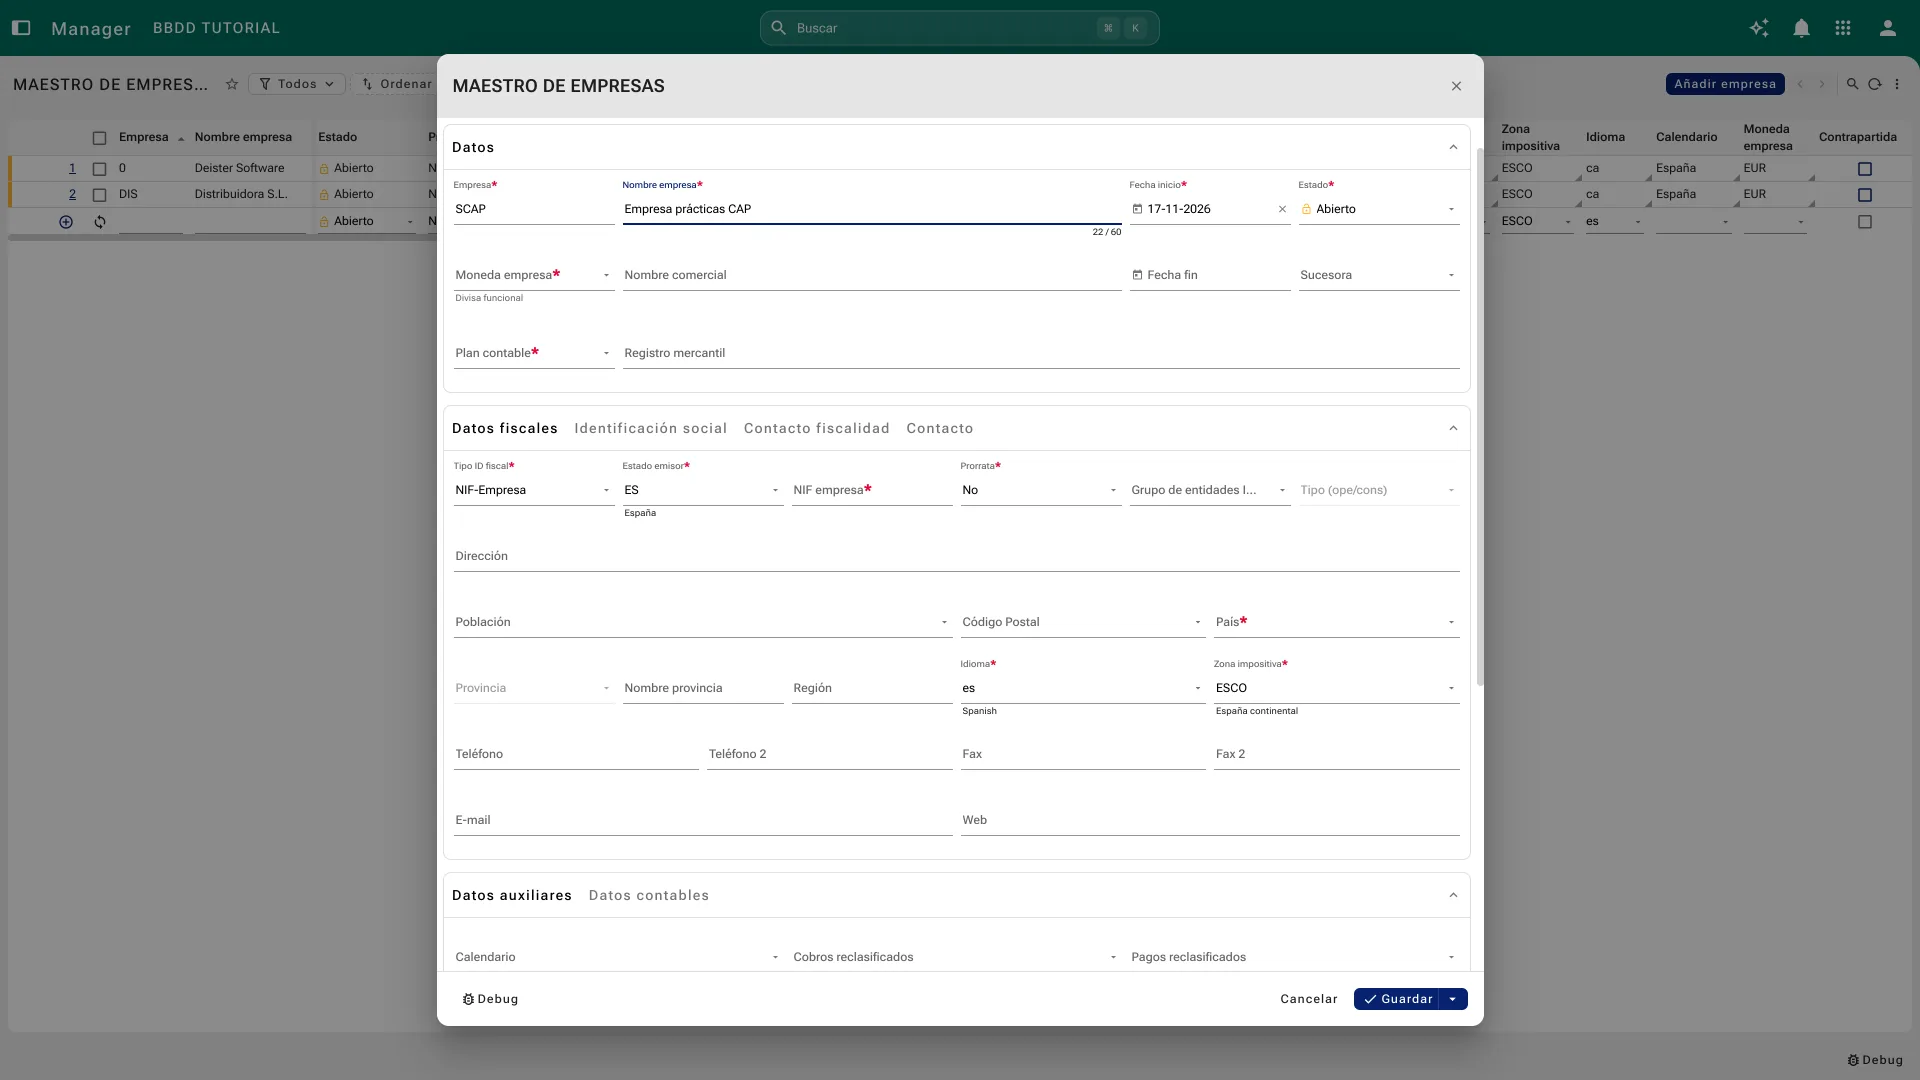 Manager BBDD TUTORIAL
Buscar ⌘ K
MAESTRO DE EMPRES... Todos Ordenar
Añadir empresa
Empresa Nombre empresa Estado
Zona impositiva Idioma Calendario Moneda empresa Contrapartida
1 0 Deister Software Abierto N
ESCO ca España EUR
2 DIS Distribuidora S.L. Abierto N
ESCO ca España EUR
Abierto N
ESCO es
MAESTRO DE EMPRESAS
Datos
Empresa* Nombre empresa* Fecha inicio* Estado*
SCAP Empresa prácticas CAP 17-11-2026 Abierto
22 / 60
Moneda empresa* Nombre comercial Fecha fin Sucesora
Divisa funcional
Plan contable* Registro mercantil
Datos fiscales Identificación social Contacto fiscalidad Contacto
Tipo ID fiscal* Estado emisor* Prorrata*
NIF-Empresa ES NIF empresa* No Grupo de entidades I... Tipo (ope/cons)
España
Dirección
Población Código Postal País*
Idioma* Zona impositiva*
Provincia Nombre provincia Región es ESCO
Spanish España continental
Teléfono Teléfono 2 Fax Fax 2
E-mail Web
Datos auxiliares Datos contables
Calendario Cobros reclasificados Pagos reclasificados
Debug Cancelar Guardar
Debug